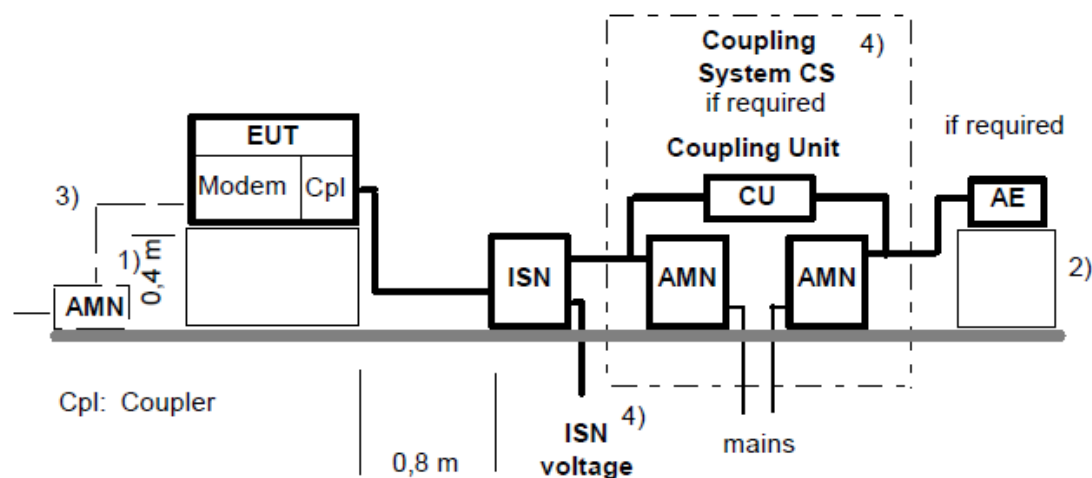 Coupling 4)
System CS
if required
if required
EUT
Coupling Unit
Modem Cpl
CU
AE
3)
1)
0,4 m
ISN
AMN
AMN
2)
AMN
Cpl: Coupler
4)
ISN
voltage
mains
0,8 m